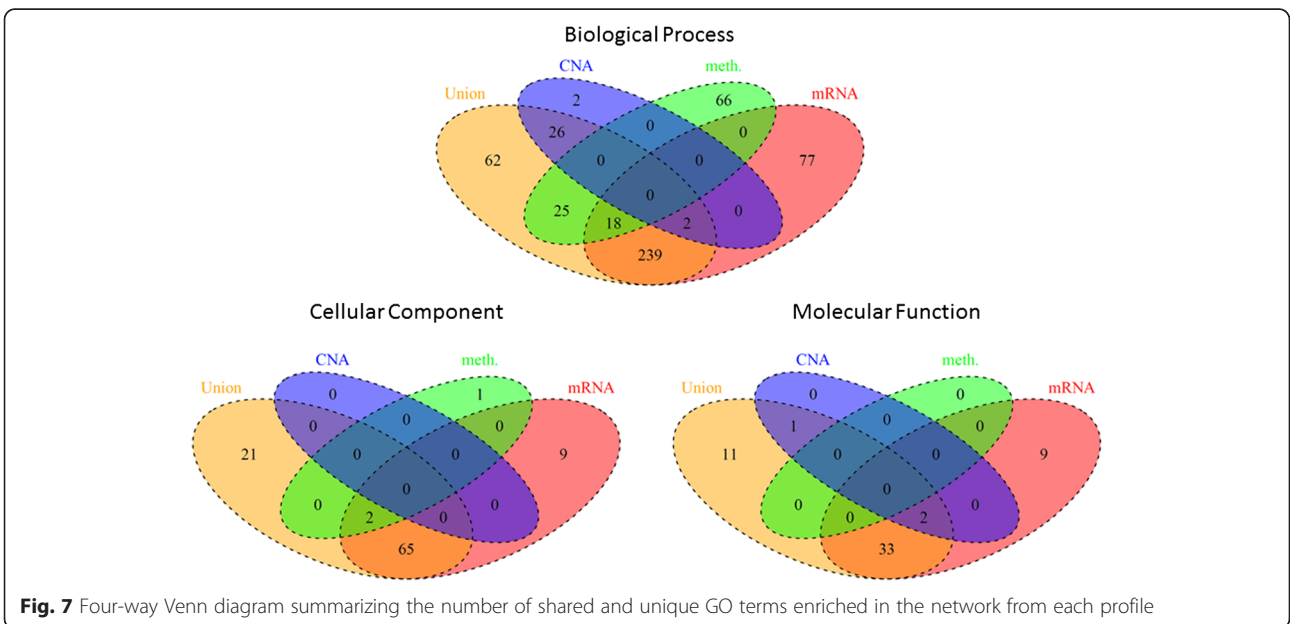 Biological Process
CNA
meth.
Union
mRNA
2
66
26
0
0
62
0
0
77
0
25
18
2
0
239
Cellular Component
CNA
meth.
Union
mRNA
0
1
0
0
0
21
0
0
9
0
0
2
0
0
65
Molecular Function
CNA
meth.
Union
mRNA
0
0
1
0
0
11
0
0
9
0
0
0
2
0
33
Fig. 7 Four-way Venn diagram summarizing the number of shared and unique GO terms enriched in the network from each profile